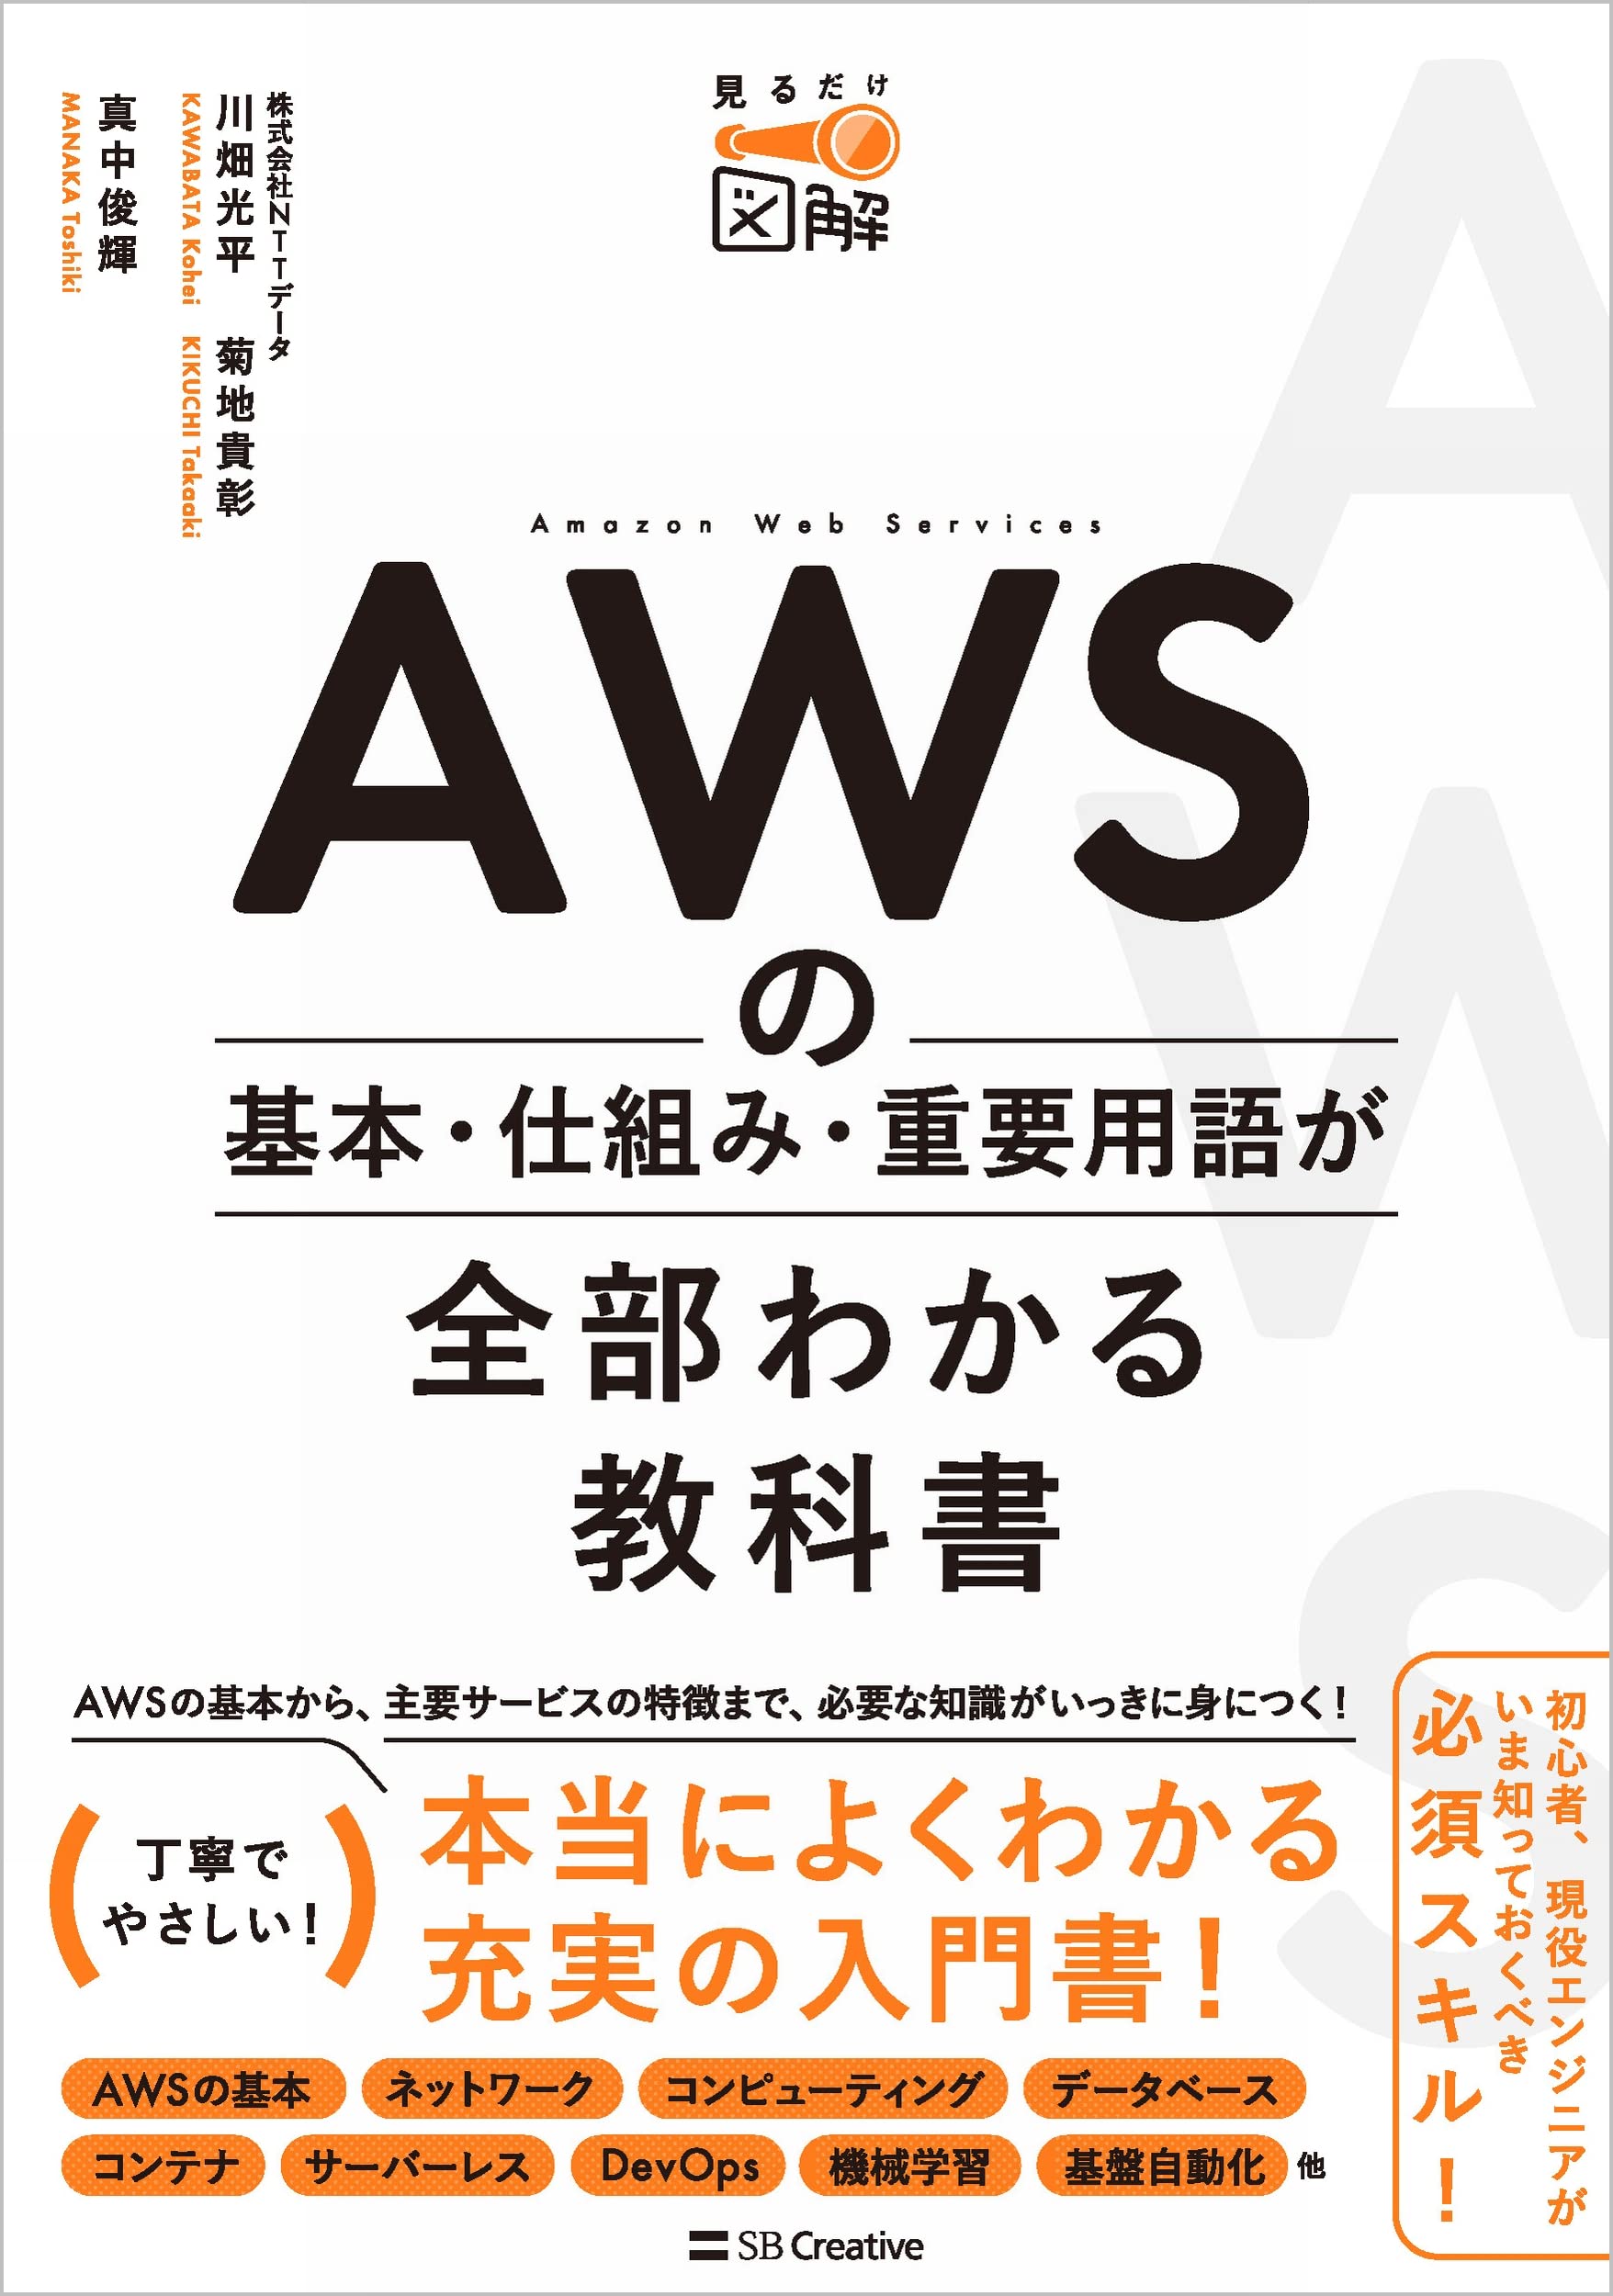 見るだけ
図解
株式会社NTTデータ
川畑光平 菊地貴彰
KAWABATA Kohei KIKUCHI Takaaki
真中俊輝
MANAKA Toshiki
Amazon Web Services
AWS
の
基本・仕組み・重要用語が
全部わかる
教科書
AWSの基本から、主要サービスの特徴まで、必要な知識がいっきに身につく!
丁寧で
やさしい!
本当によくわかる
充実の入門書!
初心者、現役エンジニアが
いま知っておくべき
必須スキル!
AWSの基本 ネットワーク コンピューティング データベース
コンテナ サーバーレス DevOps 機械学習 基盤自動化 他
SB Creative
A
W
S